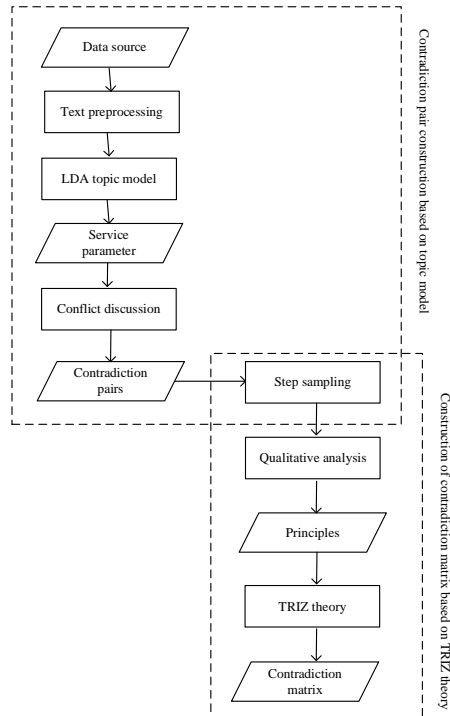 Data source
Text preprocessing
LDA topic model
Service
parameter
Conflict discussion
Contradiction
pairs
Contradiction pair construction based on topic model
Step sampling
Qualitative analysis
Principles
TRIZ theory
Contradiction
matrix
Construction of contradiction matrix based on TRIZ theory